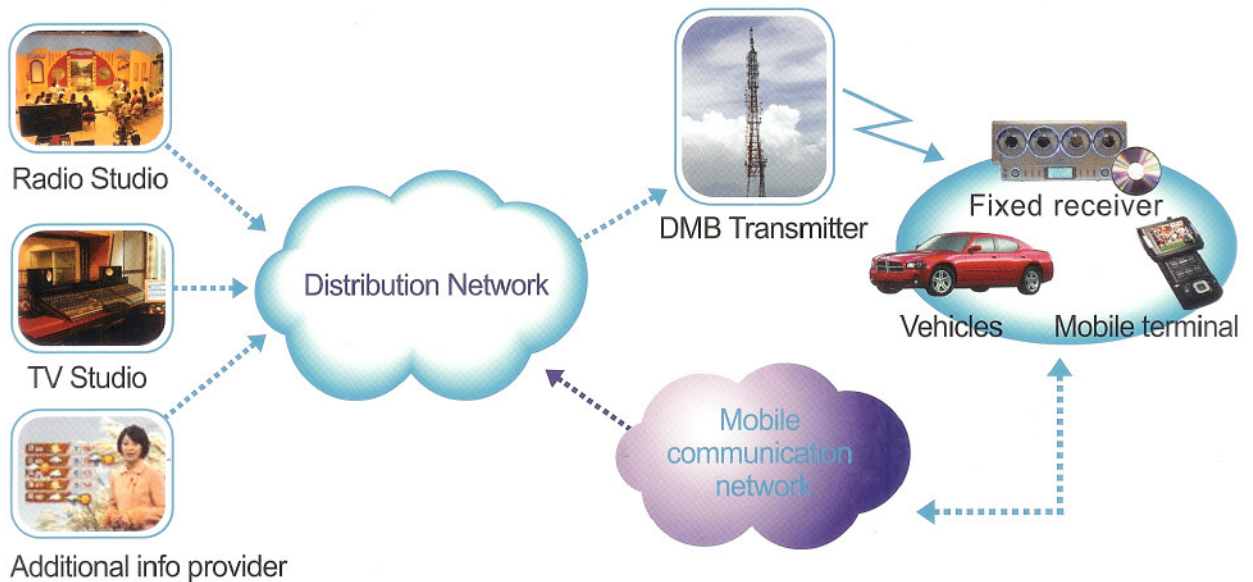 Radio Studio
TV Studio
Additional info provider
Distribution Network
DMB Transmitter
Fixed receiver
Vehicles
Mobile terminal
Mobile
communication
network